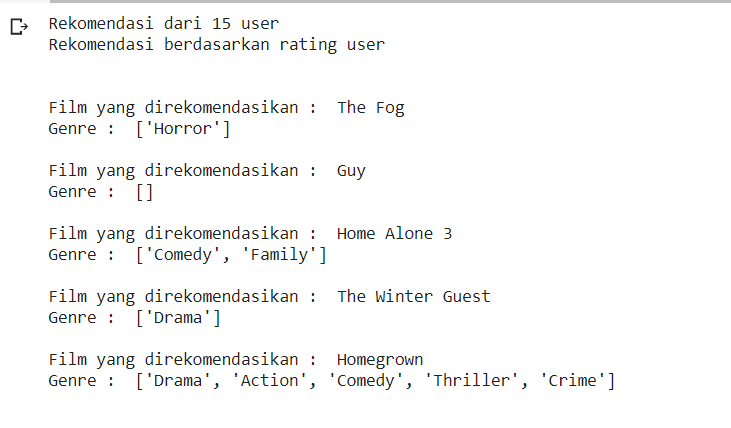 Rekomendasi dari 15 user
Rekomendasi berdasarkan rating user
Film yang direkomendasikan :  The Fog
Genre :  ['Horror']
Film yang direkomendasikan :  Guy
Genre :  []
Film yang direkomendasikan :  Home Alone 3
Genre :  ['Comedy', 'Family']
Film yang direkomendasikan :  The Winter Guest
Genre :  ['Drama']
Film yang direkomendasikan :  Homegrown
Genre :  ['Drama', 'Action', 'Comedy', 'Thriller', 'Crime']